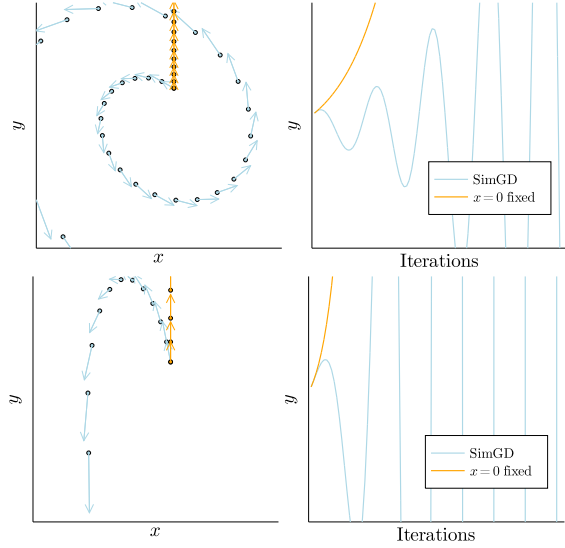 y
x
y
SimGD
x = 0 fixed
Iterations
y
x
y
SimGD
x = 0 fixed
Iterations